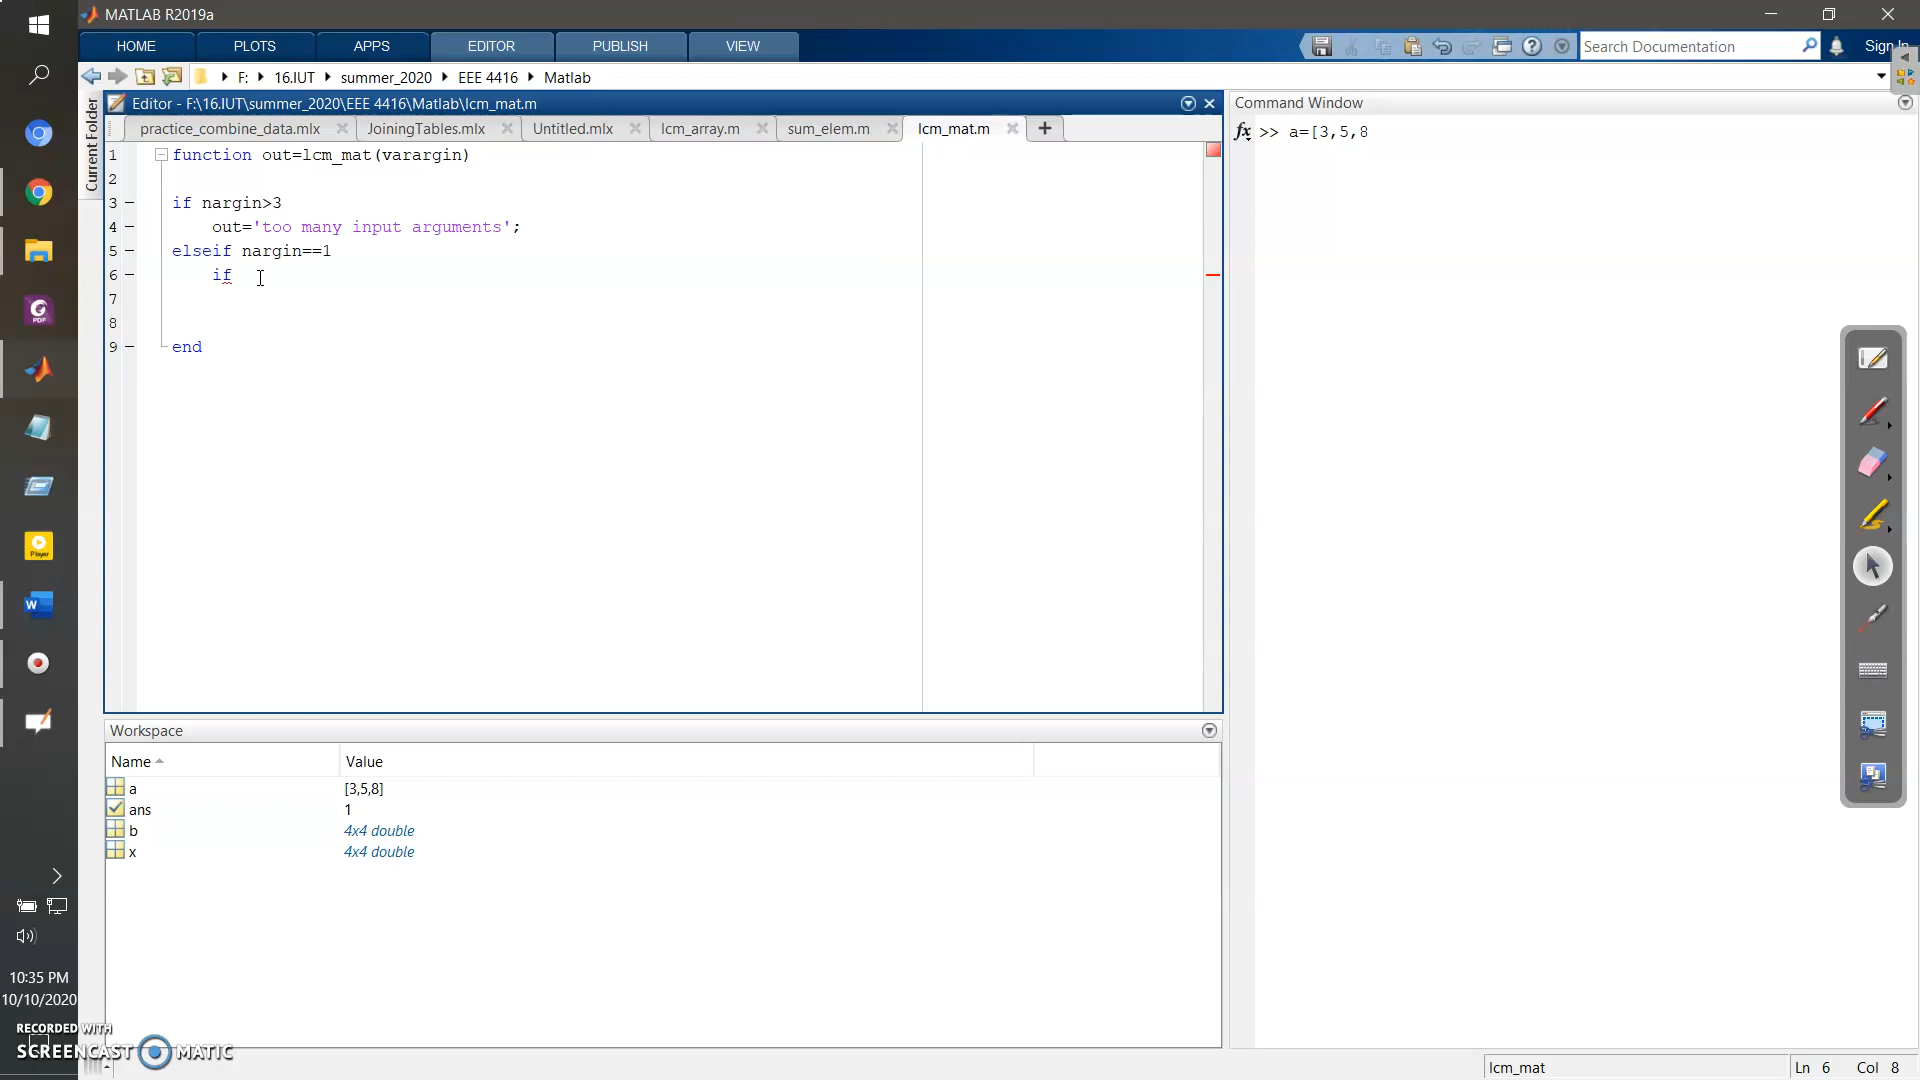 MATLAB R2019a
HOME PLOTS APPS EDITOR PUBLISH VIEW
Search Documentation
Sign In
F: 16.IUT summer_2020 EEE 4416 Matlab
Current Folder
Editor - F:\16.IUT\summer_2020\EEE 4416\Matlab\lcm_mat.m
practice_combine_data.mlx JoiningTables.mlx Untitled.mlx lcm_array.m sum_elem.m lcm_mat.m
1 function out=lcm_mat(varargin)
2
3 if nargin>3
4 out='too many input arguments';
5 elseif nargin==1
6 if
7
8
9 end
Command Window
fx >> a=[3,5,8
Workspace
Name Value
a [3,5,8]
ans 1
b 4x4 double
x 4x4 double
PDF
Player
W
10:35 PM
10/10/2020
RECORDED WITH
SCREENCAST MATIC
lcm_mat Ln 6 Col 8